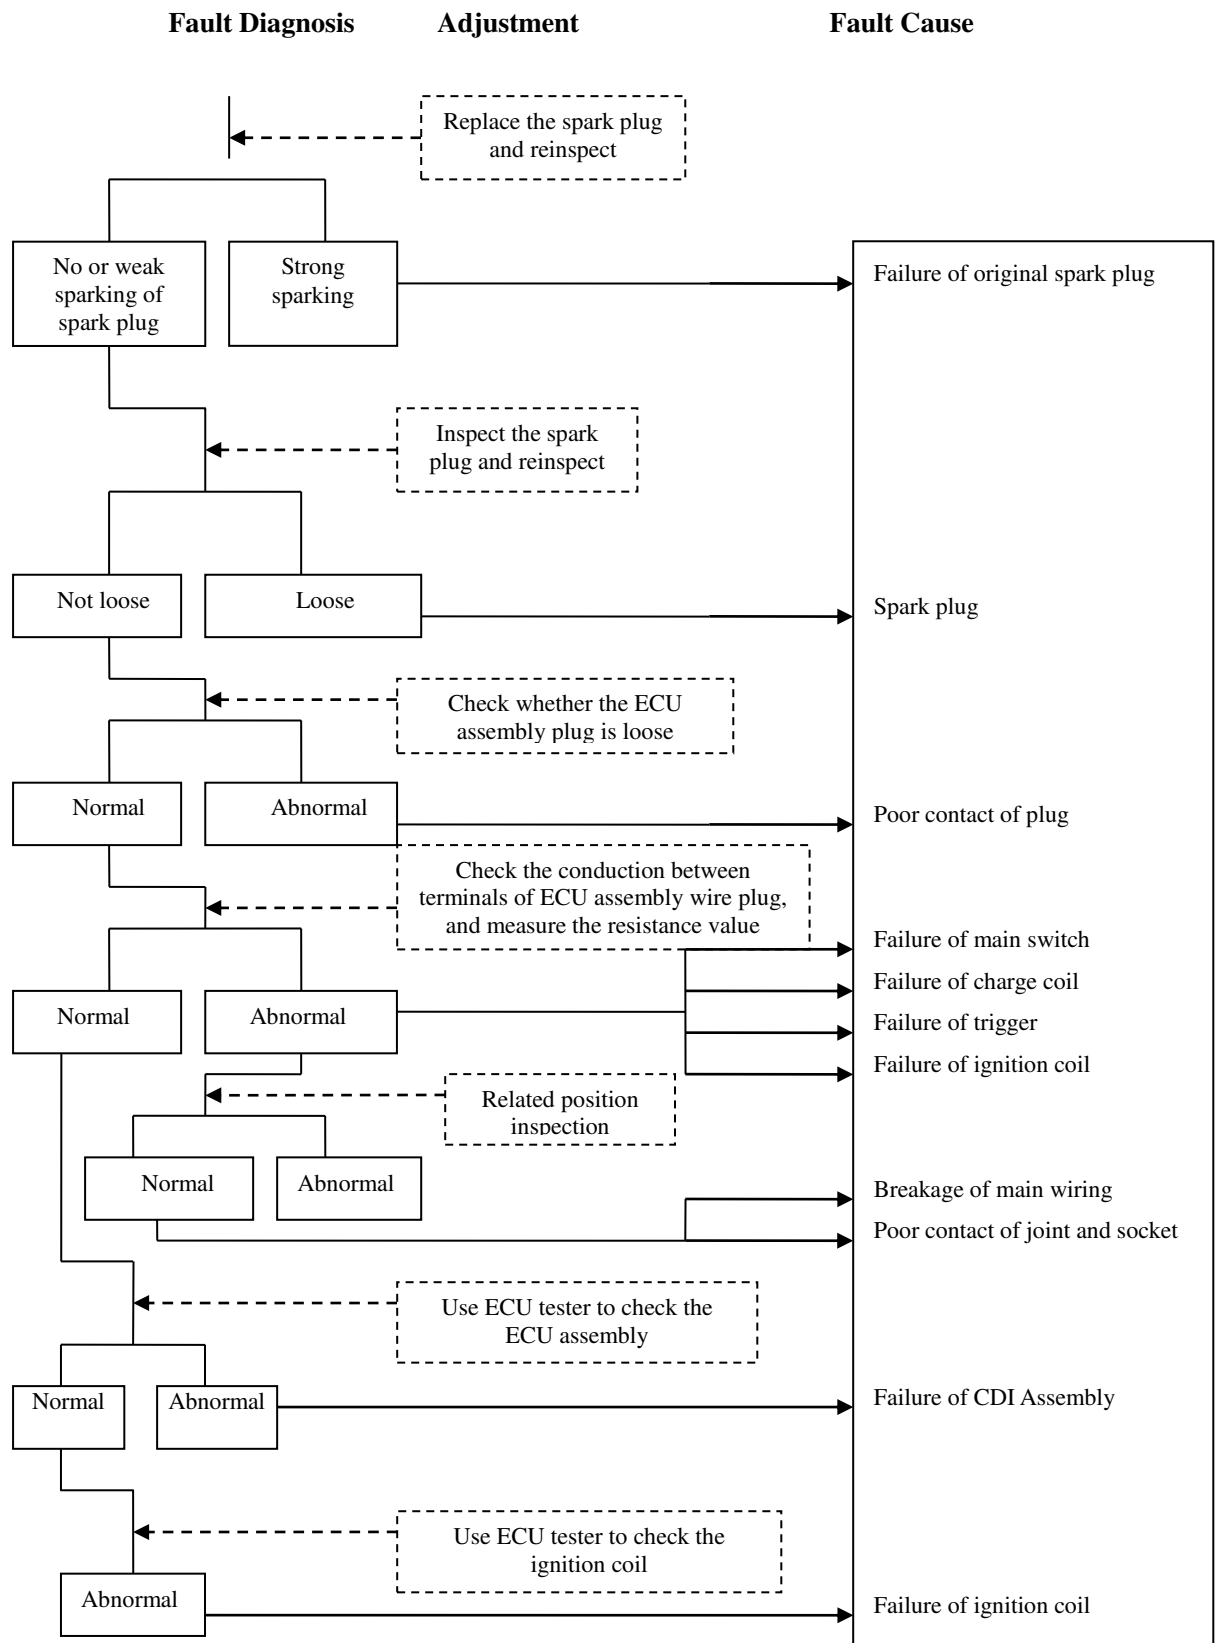 Fault Diagnosis Adjustment Fault Cause
Replace the spark plug
and reinspect
No or weak
sparking of
spark plug
Strong
sparking
Failure of original spark plug
Inspect the spark
plug and reinspect
Not loose
Loose
Spark plug
Check whether the ECU
assembly plug is loose
Normal
Abnormal
Poor contact of plug
Check the conduction between
terminals of ECU assembly wire plug,
and measure the resistance value
Failure of main switch
Failure of charge coil
Normal
Abnormal
Failure of trigger
Failure of ignition coil
Related position
inspection
Normal
Abnormal
Breakage of main wiring
Poor contact of joint and socket
Use ECU tester to check the
ECU assembly
Normal
Abnormal
Failure of CDI Assembly
Use ECU tester to check the
ignition coil
Abnormal
Failure of ignition coil